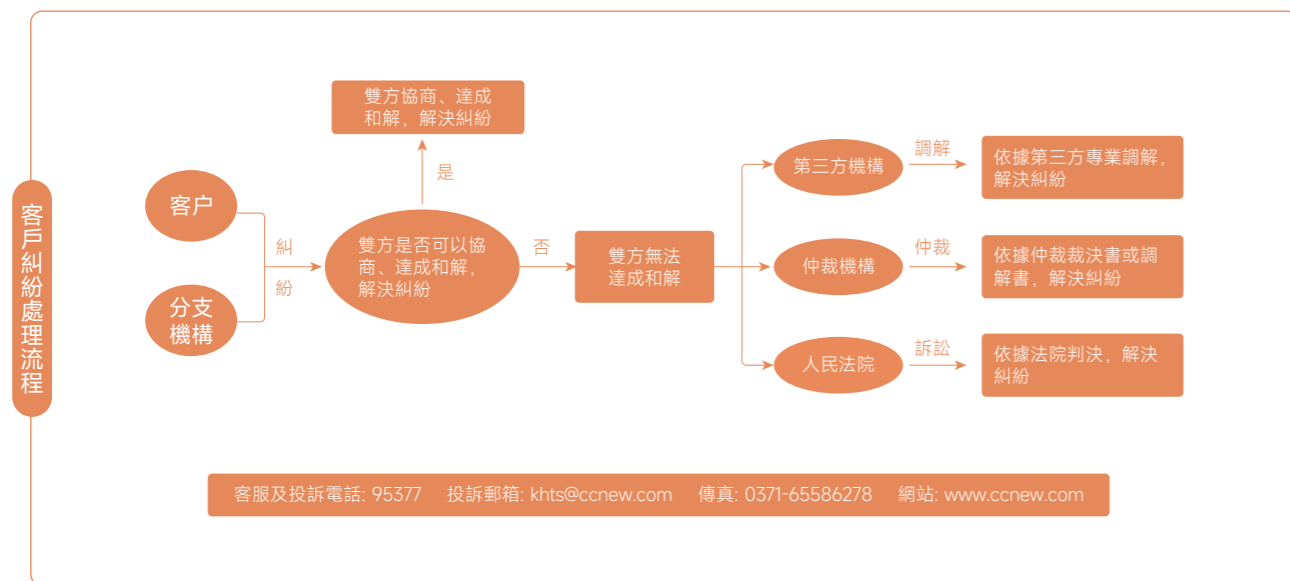 客戶糾紛處理流程
雙方協商、達成
和解，解決糾紛
是
客户
分支
機構
糾
紛
雙方是否可以協
商、達成和解，
解決糾紛
否
雙方無法
達成和解
第三方機構
調解
依據第三方專業調解，
解決糾紛
仲裁機構
仲裁
依據仲裁裁決書或調
解書，解決糾紛
人民法院
訴訟
依據法院判決，解決
糾紛
客服及投訴電話: 95377 投訴郵箱: khts@ccnew.com 傳真: 0371-65586278 網站: www.ccnew.com